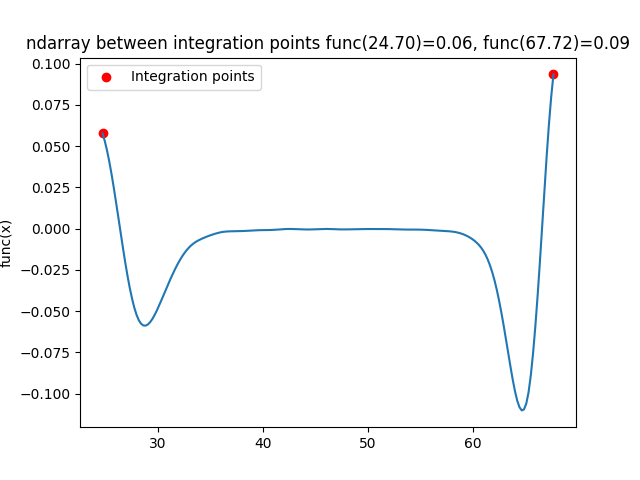 ndarray between integration points func(24.70)=0.06, func(67.72)=0.09
Integration points
func(x)
0.100
0.075
0.050
0.025
0.000
−0.025
−0.050
−0.075
−0.100
30 40 50 60